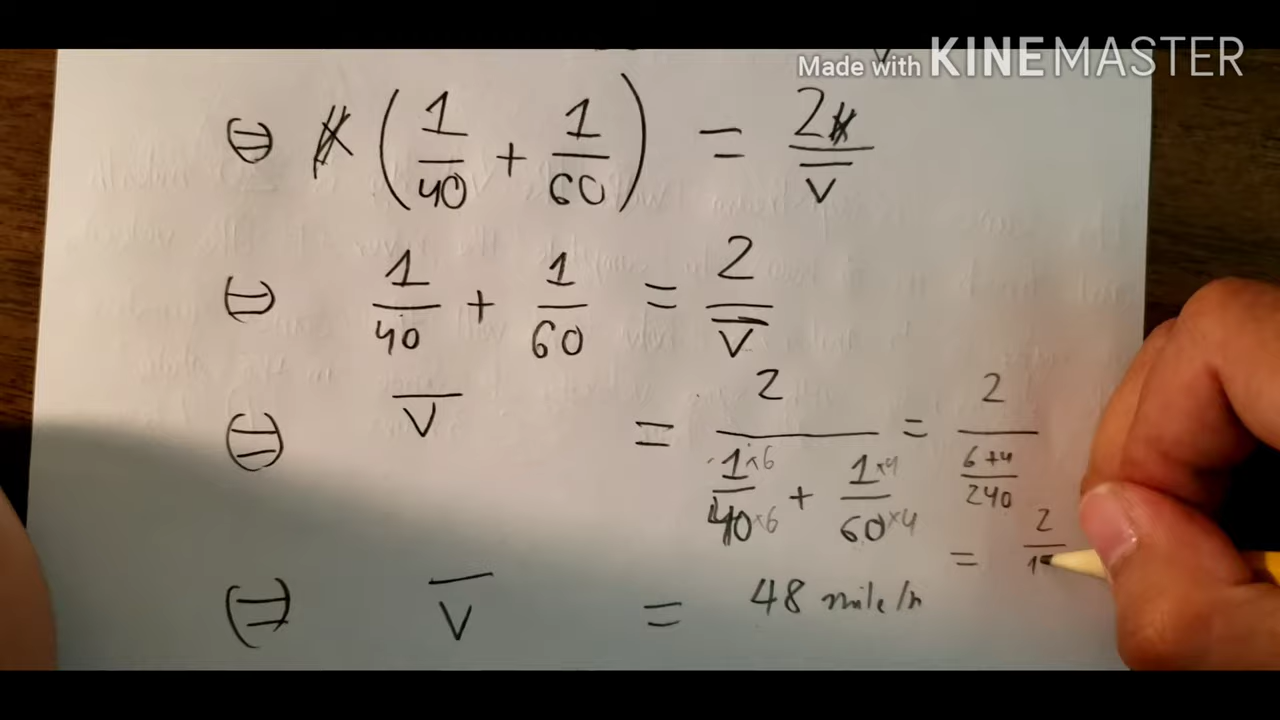 Made with KINEMASTER
⇔ x ( 1/40 + 1/60 ) = 2x/V̅
⇔ 1/40 + 1/60 = 2/V̅
⇔ V̅ = 2/(1×6/40×6 + 1×4/60×4) = 2/((6+4)/240)
= 2/1
⇔ V̅ = 48 mile/h